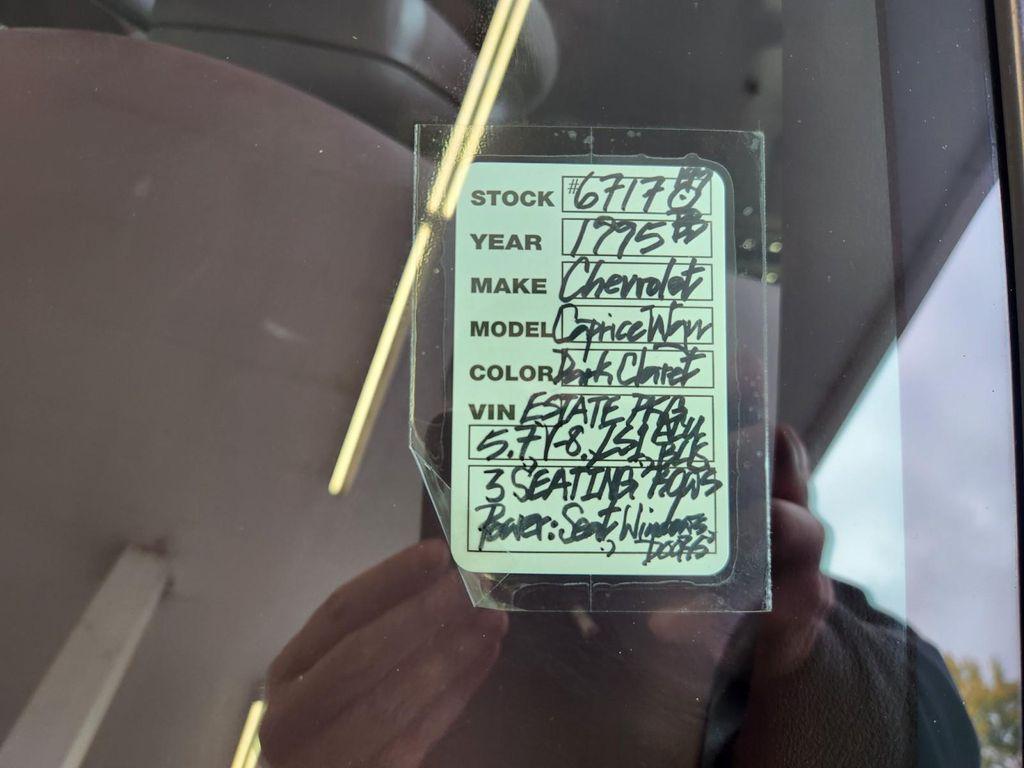 STOCK #6717
YEAR 1995
MAKE Chevrolet
MODEL Caprice Wgn
COLOR Dark Claret
VIN ESTATE PKG
5.7 V-8.
3 SEATING ROWS
Power: Seat, Windows,
DOORS